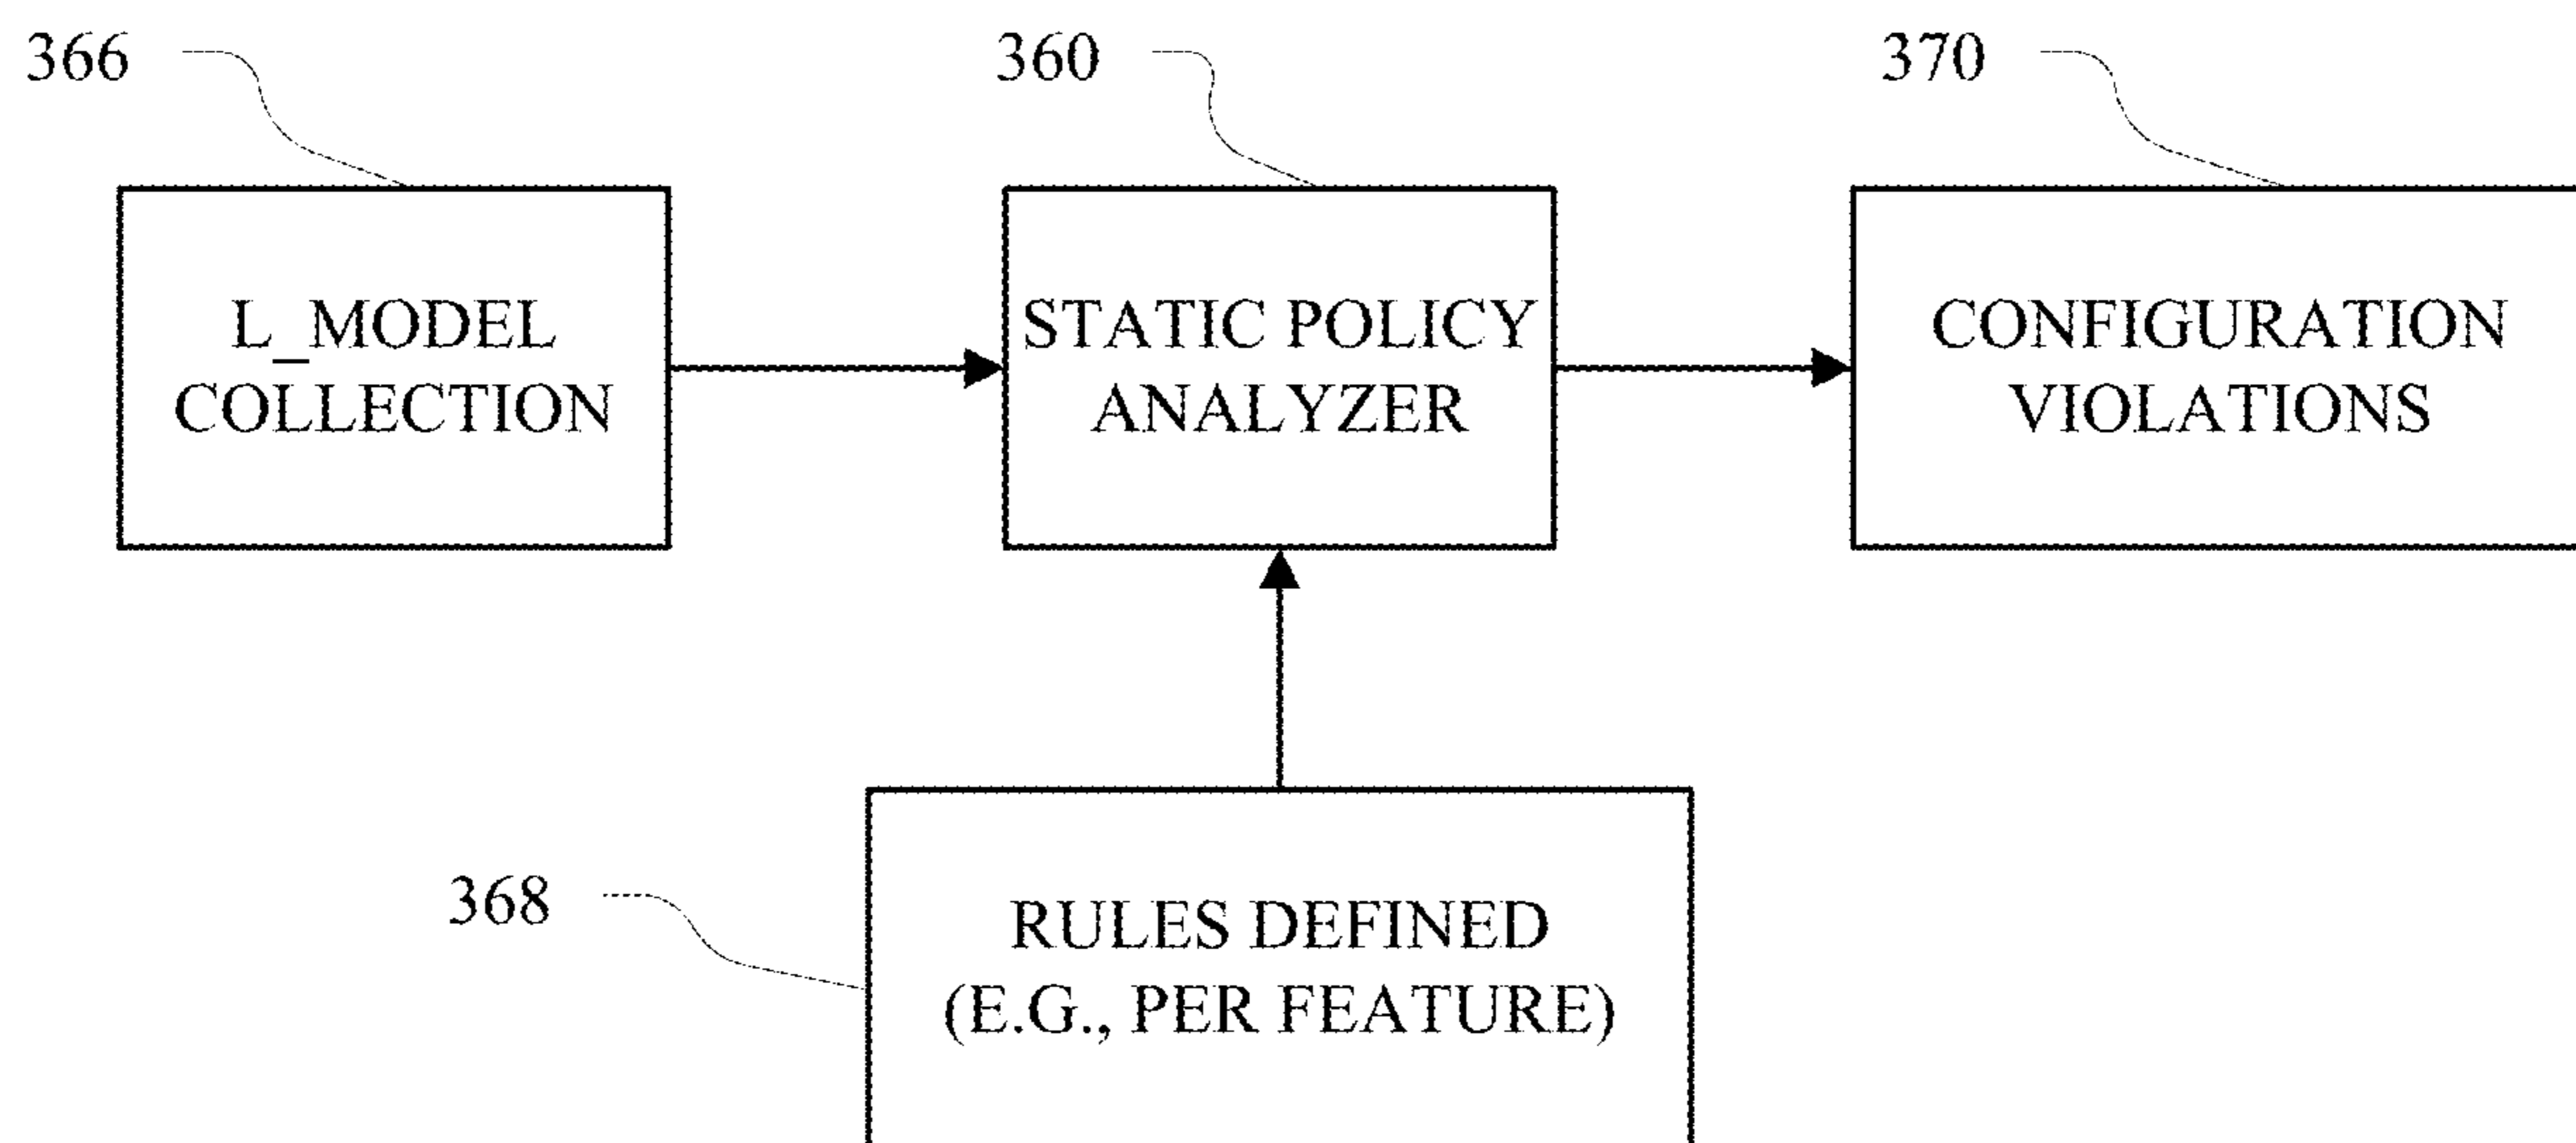 366
360
370
L_MODEL
COLLECTION
STATIC POLICY
ANALYZER
CONFIGURATION
VIOLATIONS
368
RULES DEFINED
(E.G., PER FEATURE)